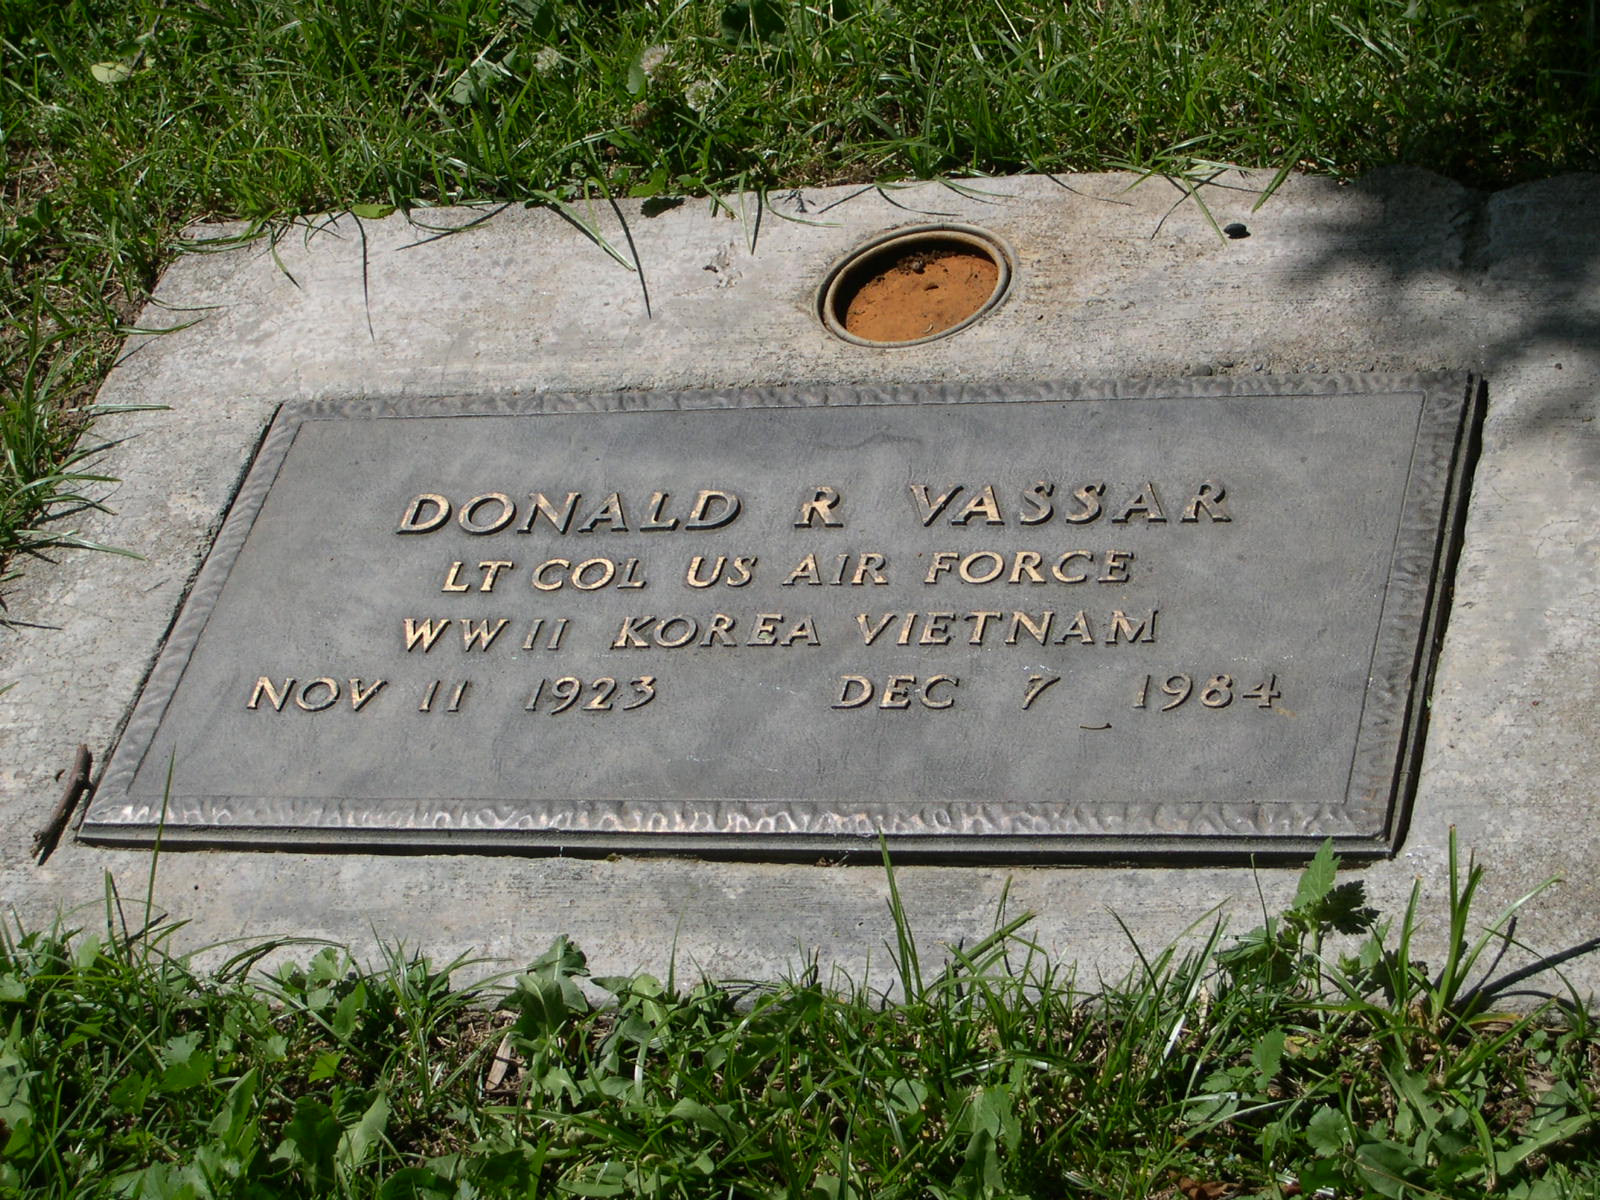 DONALD R VASSAR
LT COL US AIR FORCE
WW II KOREA VIETNAM
NOV 11 1923 DEC 7 1984